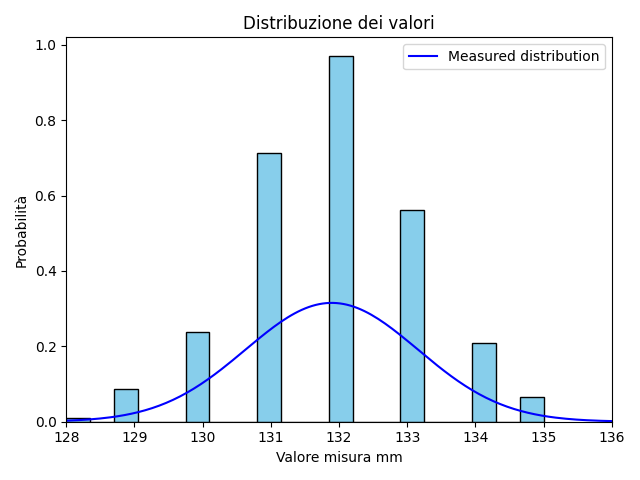 Distribuzione dei valori
Measured distribution
1.0
0.8
0.6
0.4
0.2
0.0
Probabilità
128 129 130 131 132 133 134 135 136
Valore misura mm